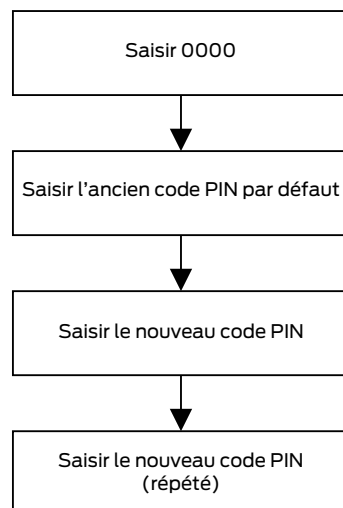 Saisir 0000
Saisir l'ancien code PIN par défaut
Saisir le nouveau code PIN
Saisir le nouveau code PIN
(répété)